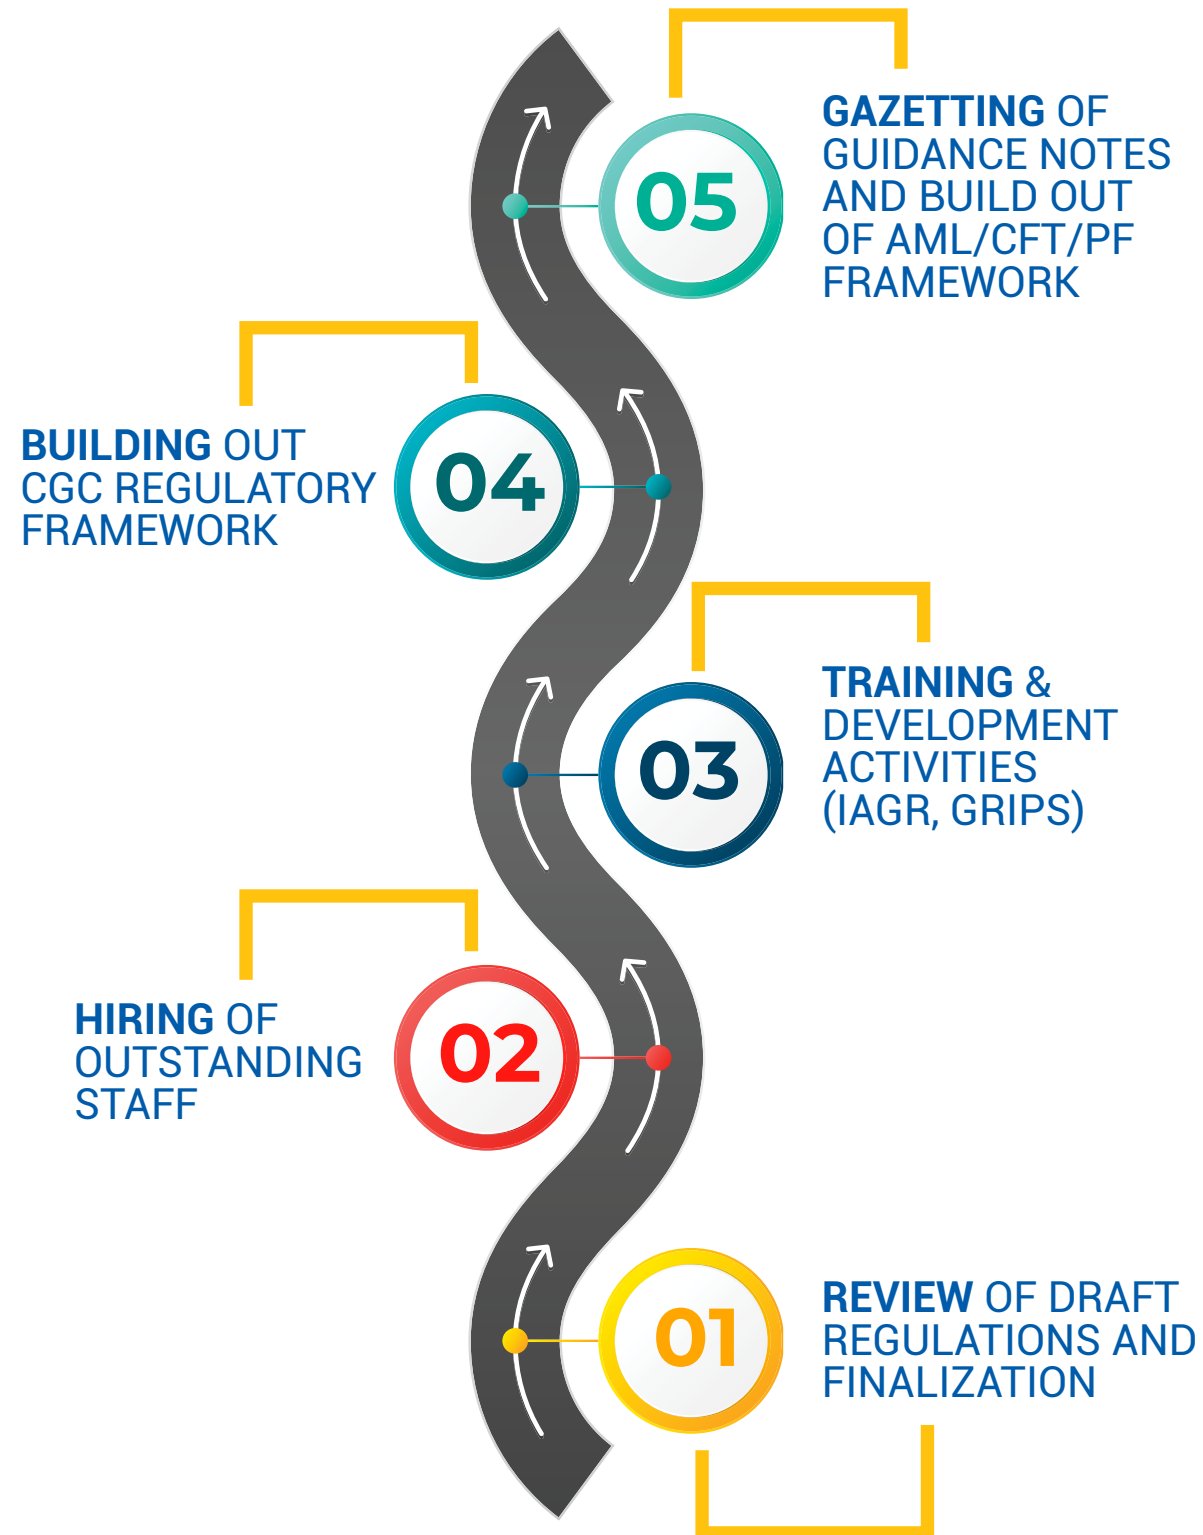 05
GAZETTING OF
GUIDANCE NOTES
AND BUILD OUT
OF AML/CFT/PF
FRAMEWORK
BUILDING OUT
CGC REGULATORY
FRAMEWORK
04
03
TRAINING &
DEVELOPMENT
ACTIVITIES
(IAGR, GRIPS)
HIRING OF
OUTSTANDING
STAFF
02
01
REVIEW OF DRAFT
REGULATIONS AND
FINALIZATION